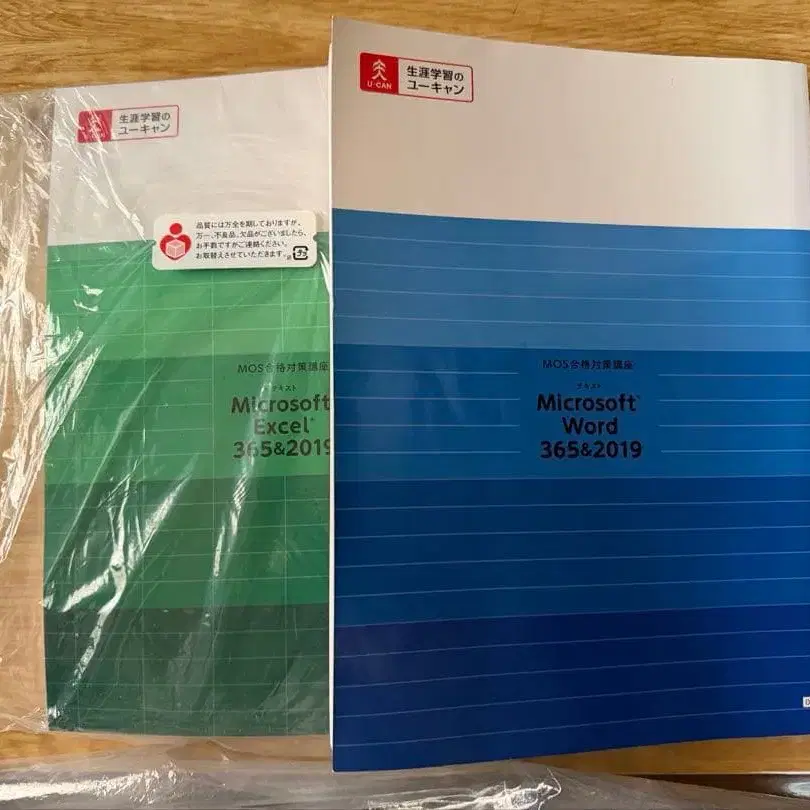 U-CAN
生涯学習の
ユーキャン
品質には万全を期しておりますが、
万一、不良品、欠品がございましたら、
お手数ですがご連絡ください。
お取替えさせていただきます。
MOS合格対策講座
テキスト
Microsoft
Excel®
365&2019
U-CAN
生涯学習の
ユーキャン
MOS合格対策講座
テキスト
Microsoft®
Word
365&2019